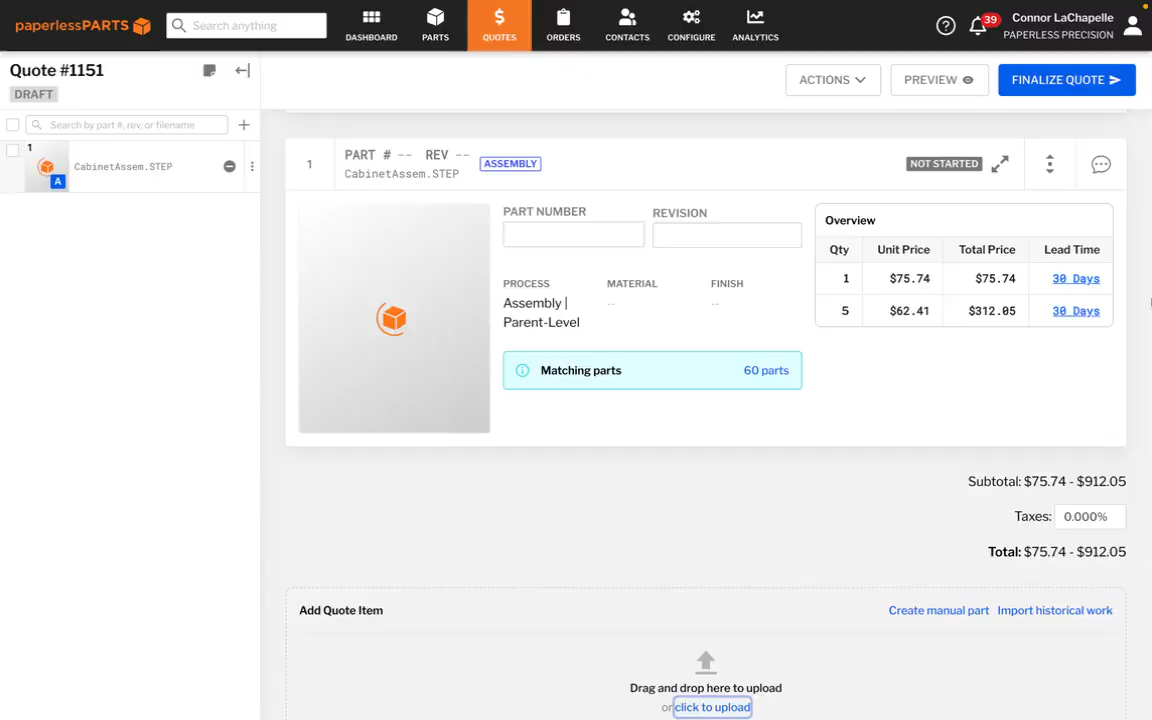 paperlessPARTS
Search anything
DASHBOARD
PARTS
QUOTES
ORDERS
CONTACTS
CONFIGURE
ANALYTICS
39
Connor LaChapelle
PAPERLESS PRECISION
Quote #1151
DRAFT
ACTIONS
PREVIEW
FINALIZE QUOTE
Search by part #, rev, or filename
1
A
CabinetAssem.STEP
1
PART # -- REV -- ASSEMBLY
CabinetAssem.STEP
NOT STARTED
PART NUMBER
REVISION
PROCESS MATERIAL FINISH
Assembly | -- --
Parent-Level
Matching parts 60 parts
Overview
Qty Unit Price Total Price Lead Time
1 $75.74 $75.74 30 Days
5 $62.41 $312.05 30 Days
Subtotal: $75.74 - $912.05
Taxes: 0.000%
Total: $75.74 - $912.05
Add Quote Item
Create manual part Import historical work
Drag and drop here to upload
or click to upload